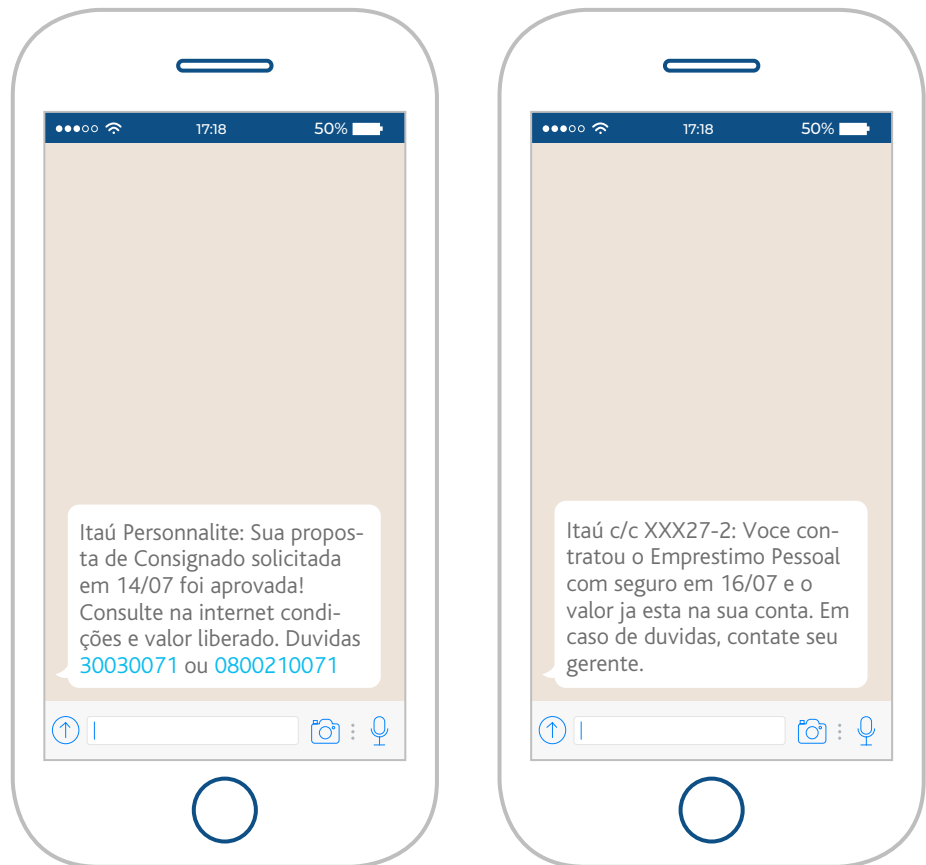 17:18
50%
Itaú Personnalite: Sua propos-
ta de Consignado solicitada
em 14/07 foi aprovada!
Consulte na internet condi-
ções e valor liberado. Duvidas
30030071 ou 0800210071
17:18
50%
Itaú c/c XXX27-2: Voce con-
tratou o Emprestimo Pessoal
com seguro em 16/07 e o
valor ja esta na sua conta. Em
caso de duvidas, contate seu
gerente.